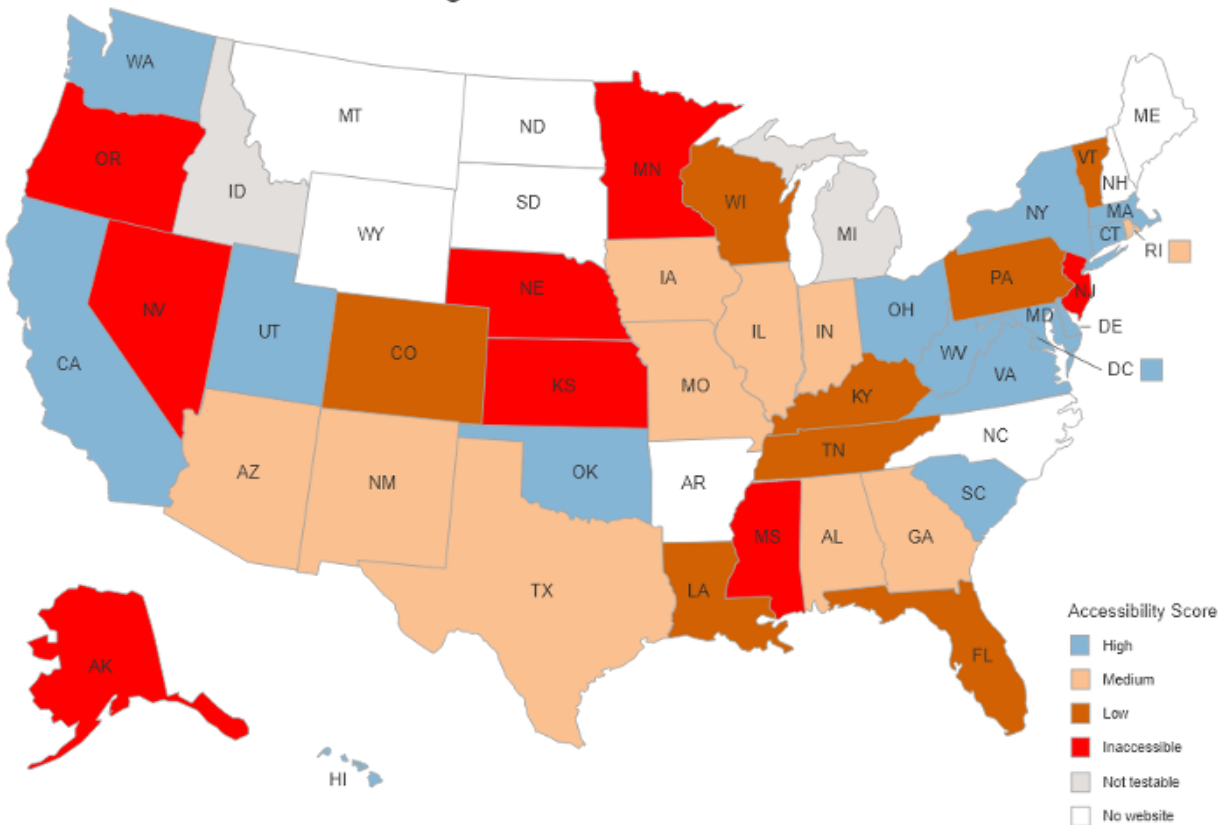 WA
MT
ND
ME
OR
MN
VT
ID
SD
WI
NH
WY
MI
NY
MA
CT
RI
IA
PA
NE
NJ
NV
OH
MD
UT
IL
IN
DE
CO
WV
DC
CA
VA
KS
MO
KY
NC
TN
AZ
OK
NM
AR
SC
MS
AL
GA
TX
LA
FL
AK
HI
Accessibility Score
High
Medium
Low
Inaccessible
Not testable
No website